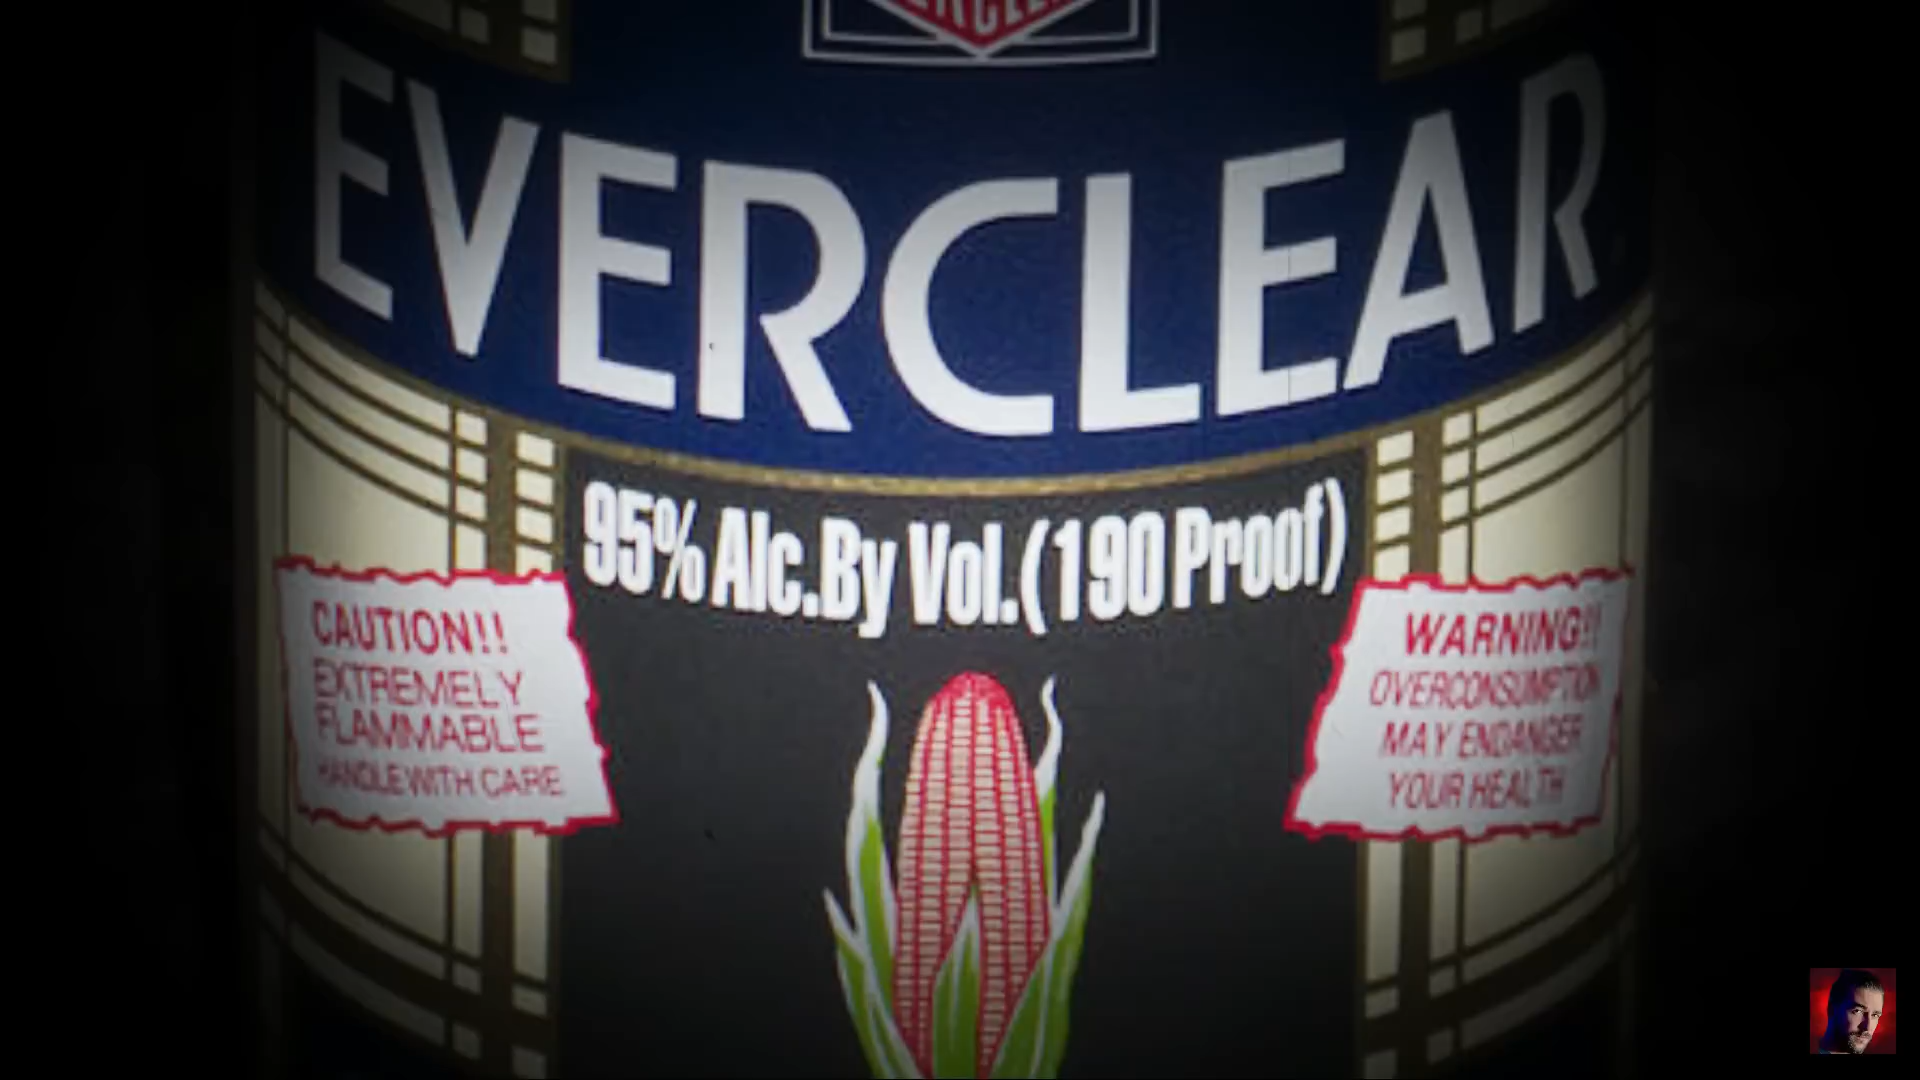 EVERCLEAR
95% Alc.By Vol.(190 Proof)
CAUTION!!
EXTREMELY
FLAMMABLE
HANDLE WITH CARE
WARNING!!
OVERCONSUMPTION
MAY ENDANGER
YOUR HEALTH